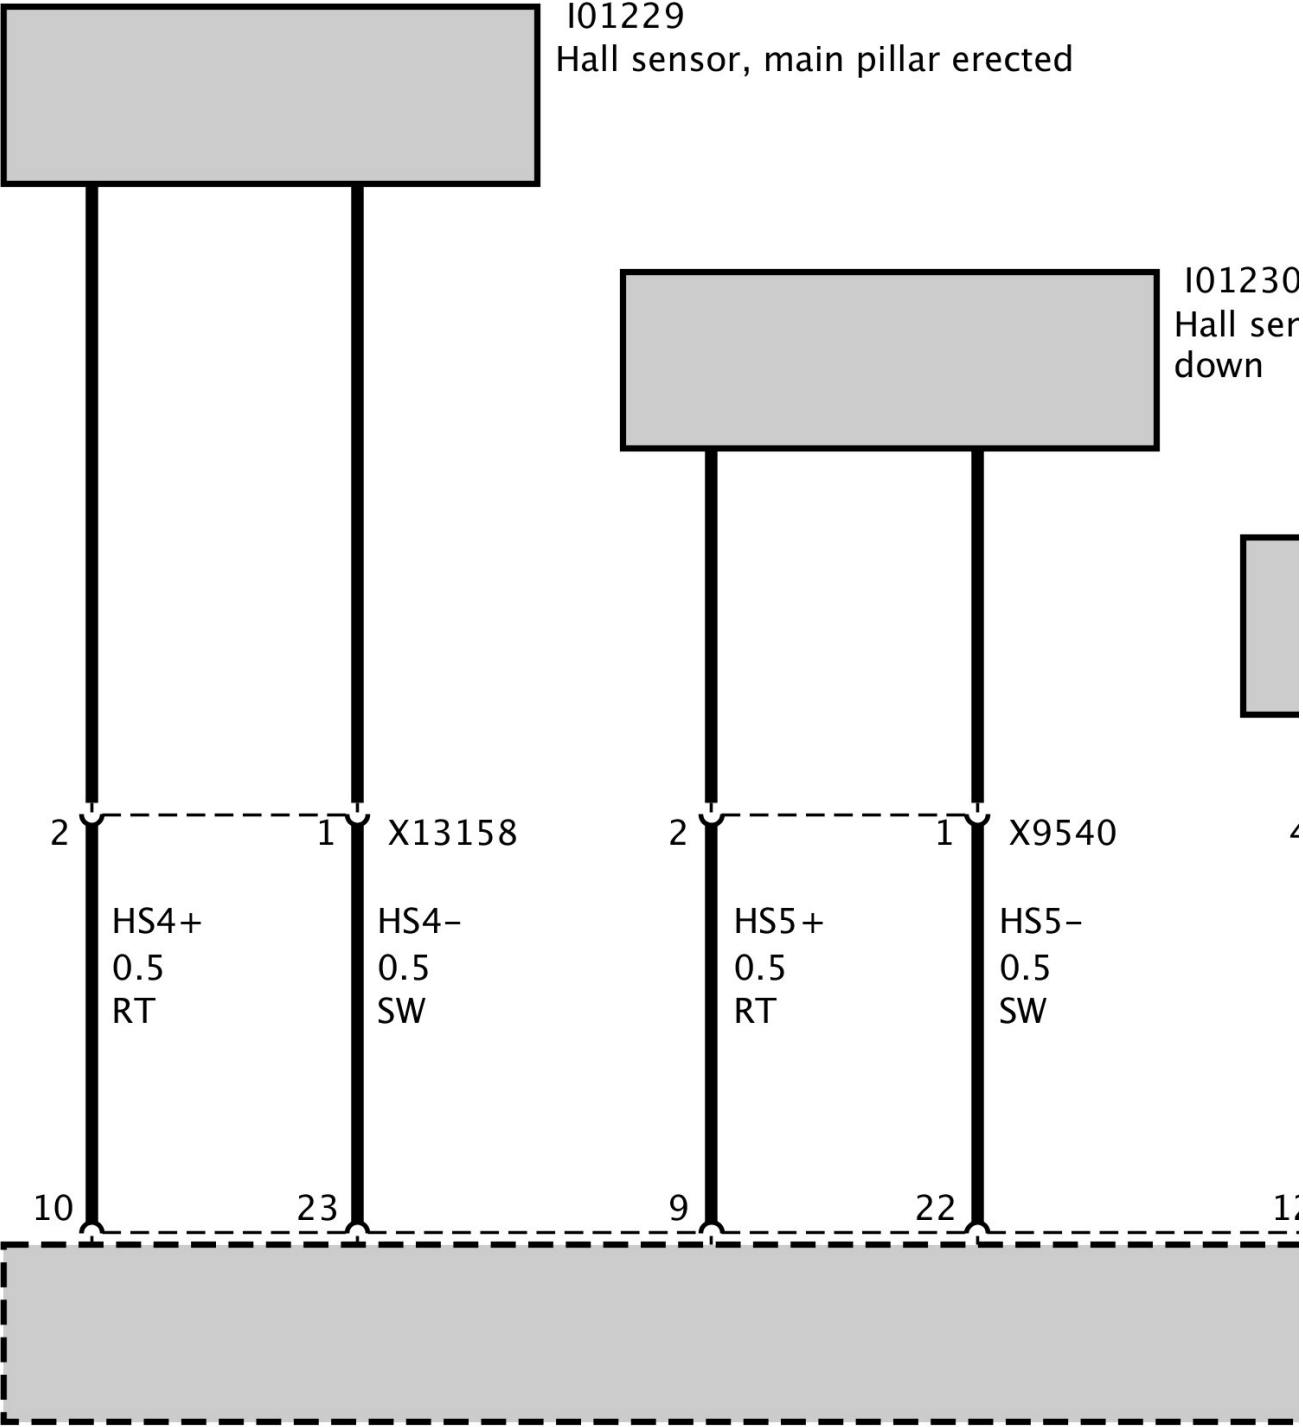 I01229
Hall sensor, main pillar erected
I01230
Hall
down
2
1
X13158
2
1
X9540
HS4+
0.5
RT
HS4-
0.5
SW
HS5+
0.5
RT
HS5-
0.5
SW
10
23
9
22